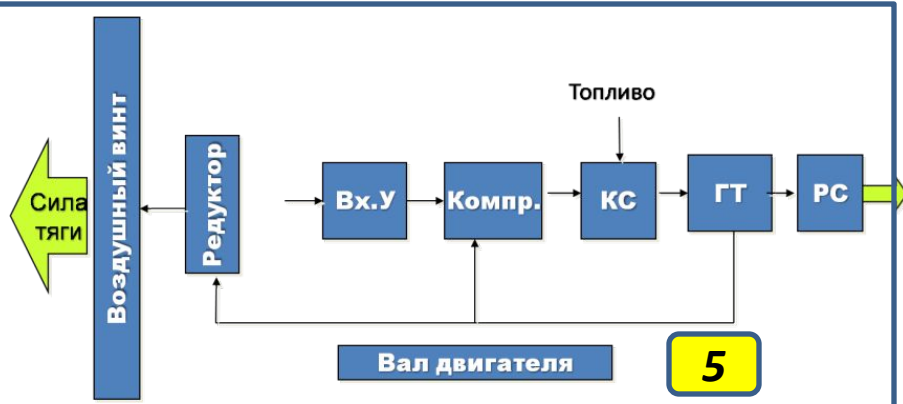 Топливо
Сила
тяги
Воздушный винт
Редуктор
Вх.У
Компр.
КС
ГТ
РС
Вал двигателя
5